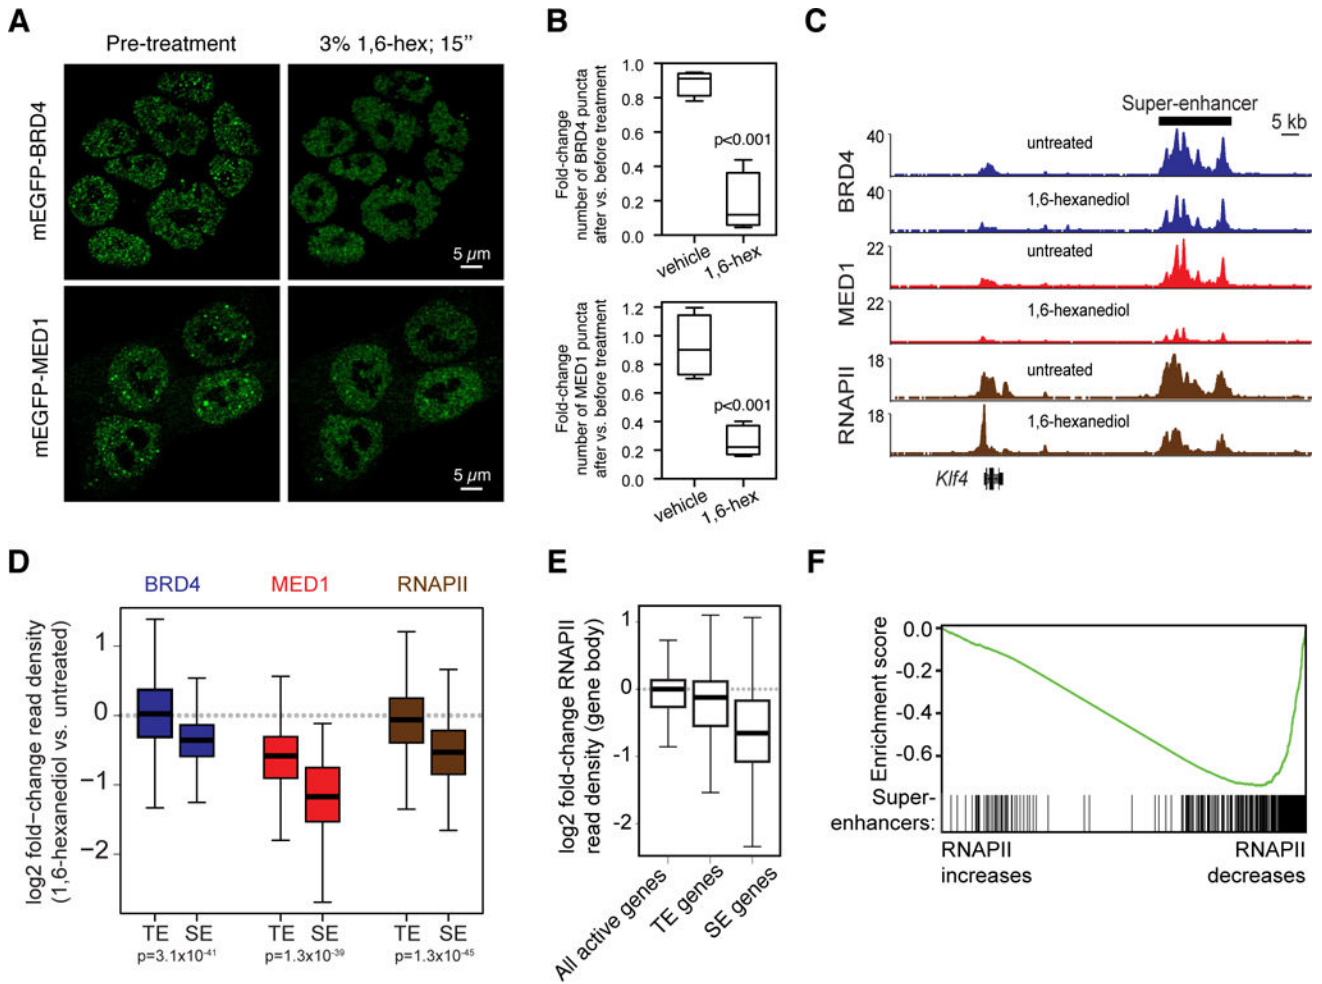 A
Pre-treatment
3% 1,6-hex; 15’’
mEGFP-BRD4
5 µm
mEGFP-MED1
5 µm
B
Fold-change
number of BRD4 puncta
after vs. before treatment
1.0
0.8
0.6
0.4
0.2
0.0
p<0.001
vehicle
1,6-hex
Fold-change
number of MED1 puncta
after vs. before treatment
1.2
1.0
0.8
0.6
0.4
0.2
0.0
p<0.001
vehicle
1,6-hex
C
Super-enhancer
5 kb
BRD4
40
untreated
40
1,6-hexanediol
MED1
22
untreated
22
1,6-hexanediol
RNAPII
18
untreated
18
1,6-hexanediol
Klf4
D
BRD4 MED1 RNAPII
log2 fold−change read density
(1,6-hexanediol vs. untreated)
1
0
−1
−2
TE SE TE SE TE SE
p=3.1x10⁻⁴¹ p=1.3x10⁻³⁹ p=1.3x10⁻⁴⁵
E
log2 fold-change RNAPII
read density (gene body)
1
0
-1
-2
All active genes
TE genes
SE genes
F
Enrichment score
0.0
-0.2
-0.4
-0.6
Super-
enhancers:
RNAPII
increases
RNAPII
decreases